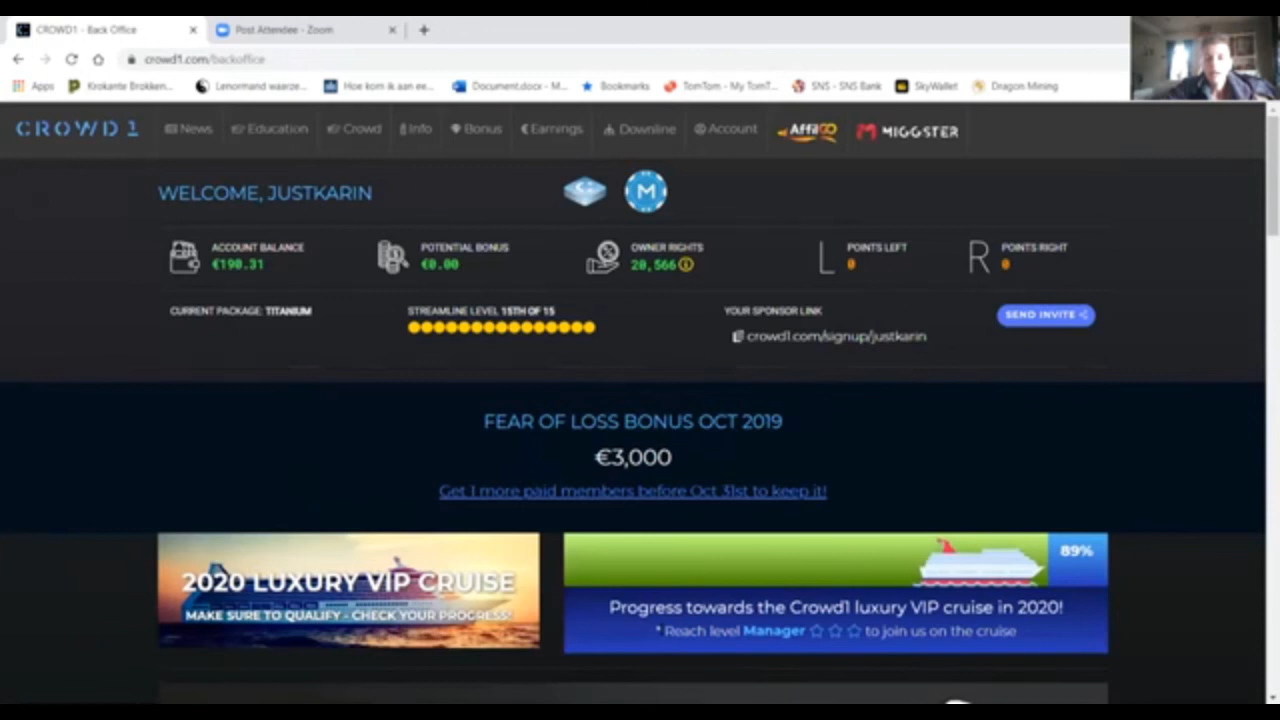 CROWD1 - Back Office
Post Attendee - Zoom
crowd1.com/backoffice
Apps Krokante Brokken... Lenormand waarze... Hoe kom ik aan ee... Document.docx - M... Bookmarks TomTom - My TomT... SNS - SNS Bank SkyWallet Dragon Mining
CROWD1 News Education Crowd Info Bonus Earnings Downline Account AffilGO MIGGSTER
WELCOME, JUSTKARIN
M
ACCOUNT BALANCE POTENTIAL BONUS OWNER RIGHTS L POINTS LEFT R POINTS RIGHT
€190.31 €0.00 20,566 0 0
CURRENT PACKAGE: TITANIUM STREAMLINE LEVEL 15TH OF 15 YOUR SPONSOR LINK SEND INVITE
crowd1.com/signup/justkarin
FEAR OF LOSS BONUS OCT 2019
€3,000
Get 1 more paid members before Oct 31st to keep it!
2020 LUXURY VIP CRUISE
MAKE SURE TO QUALIFY - CHECK YOUR PROGRESS!
89%
Progress towards the Crowd1 luxury VIP cruise in 2020!
* Reach level Manager ☆☆☆ to join us on the cruise